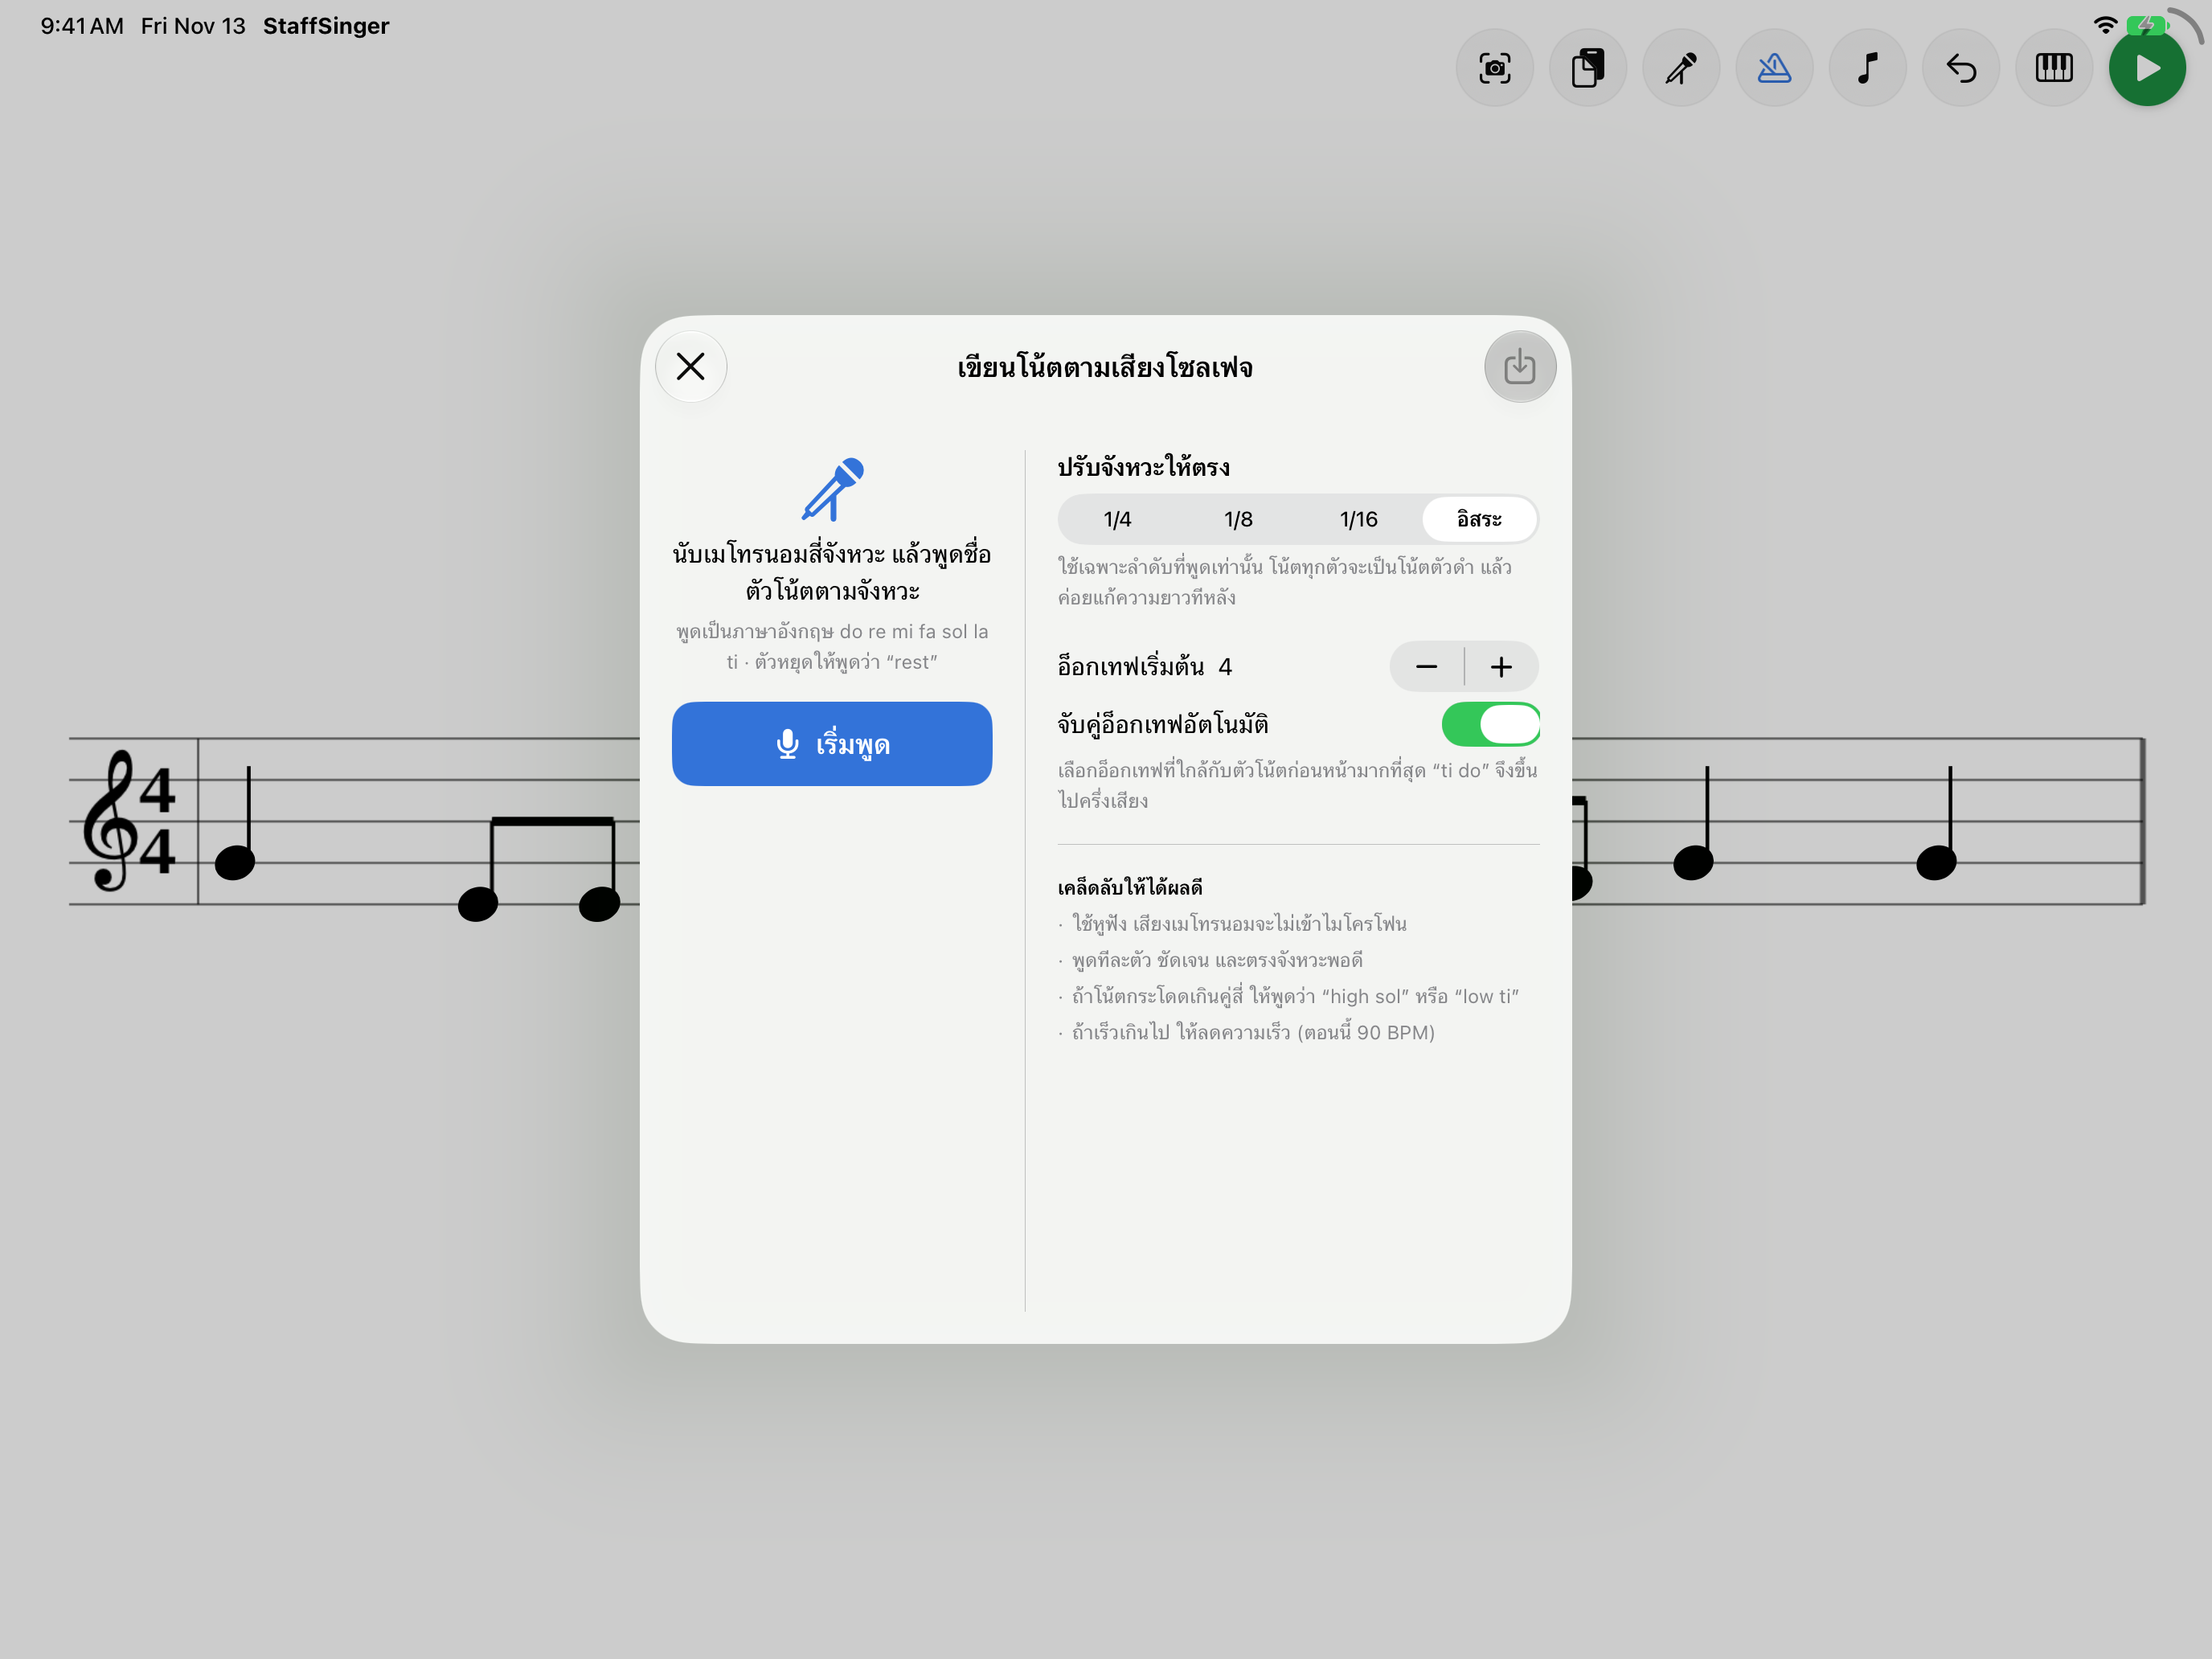 9:41 AM Fri Nov 13 StaffSinger
เขียนโน้ตตามเสียงโซลเฟจ
นับเมโทรนอมสี่จังหวะ แล้วพูดชื่อ
ตัวโน้ตตามจังหวะ
พูดเป็นภาษาอังกฤษ do re mi fa sol la
ti · ตัวหยุดให้พูดว่า “rest”
เริ่มพูด
ปรับจังหวะให้ตรง
1/4 1/8 1/16 อิสระ
ใช้เฉพาะลำดับที่พูดเท่านั้น โน้ตทุกตัวจะเป็นโน้ตตัวดำ แล้ว
ค่อยแก้ความยาวทีหลัง
อ็อกเทฟเริ่มต้น 4
จับคู่อ็อกเทฟอัตโนมัติ
เลือกอ็อกเทฟที่ใกล้กับตัวโน้ตก่อนหน้ามากที่สุด “ti do” จึงขึ้น
ไปครึ่งเสียง
เคล็ดลับให้ได้ผลดี
· ใช้หูฟัง เสียงเมโทรนอมจะไม่เข้าไมโครโฟน
· พูดทีละตัว ชัดเจน และตรงจังหวะพอดี
· ถ้าโน้ตกระโดดเกินคู่สี่ ให้พูดว่า “high sol” หรือ “low ti”
· ถ้าเร็วเกินไป ให้ลดความเร็ว (ตอนนี้ 90 BPM)
4
4